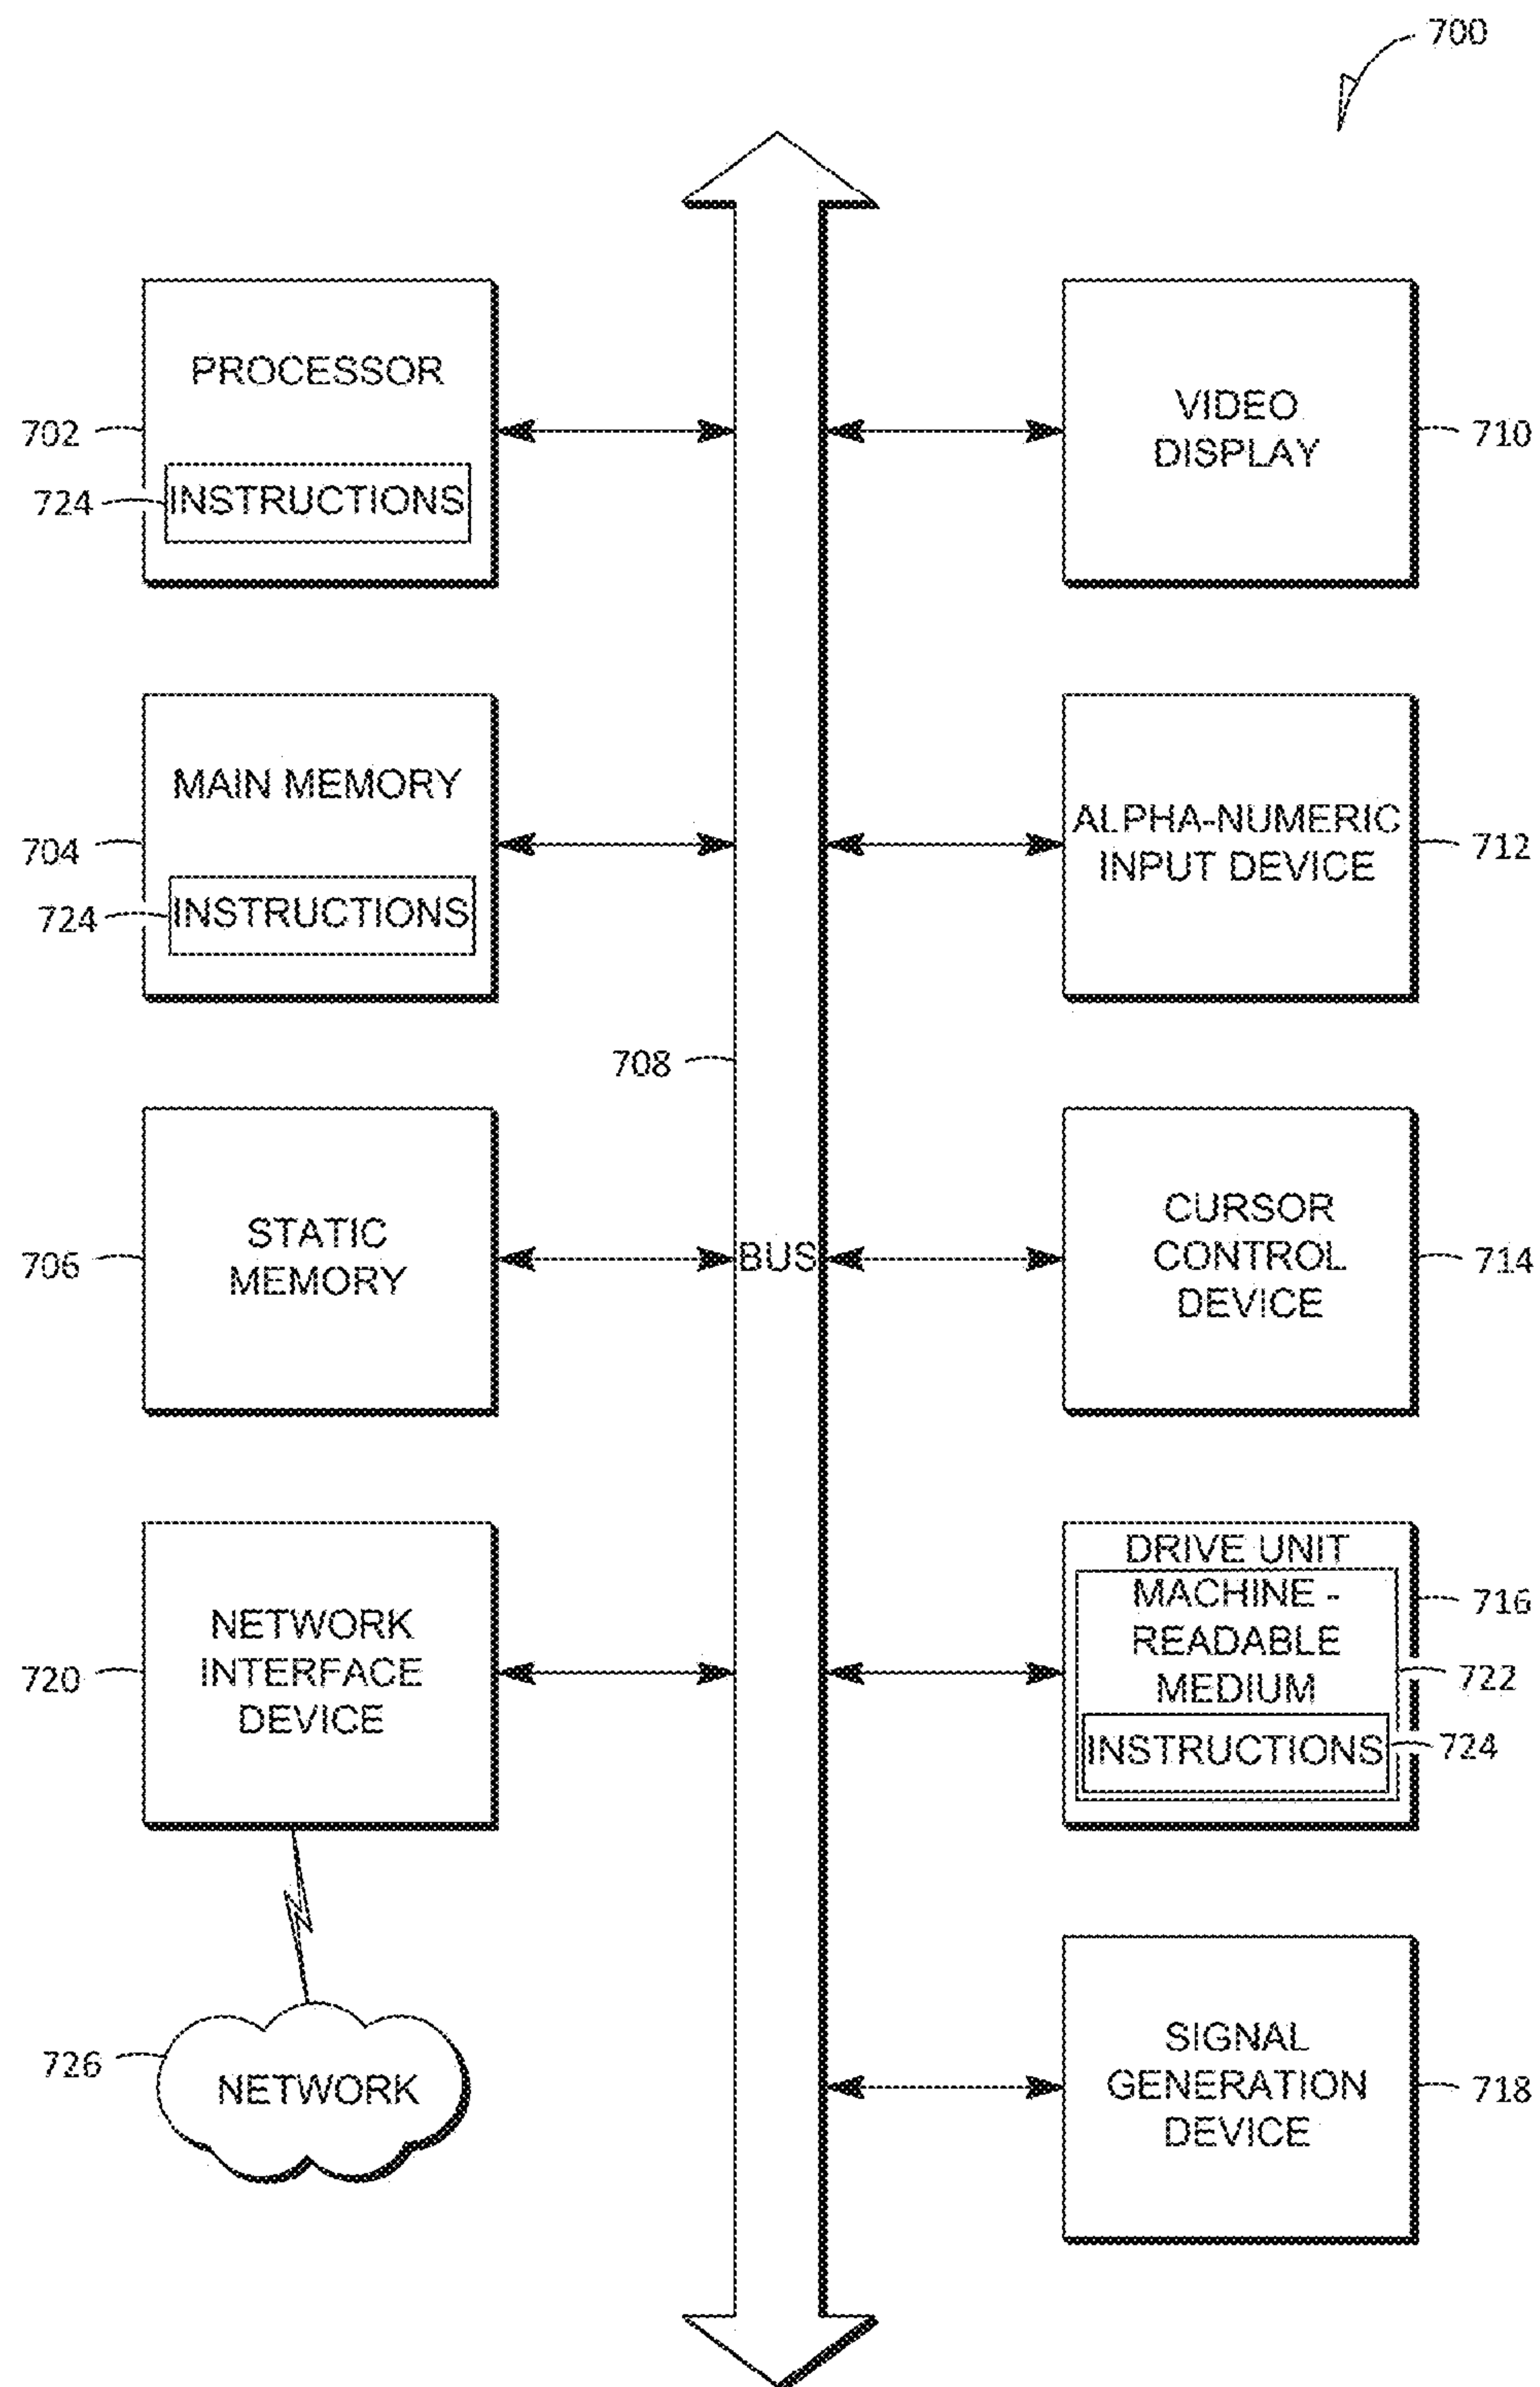 700
PROCESSOR
702
724
INSTRUCTIONS
VIDEO
DISPLAY
710
MAIN MEMORY
704
724
INSTRUCTIONS
ALPHA-NUMERIC
INPUT DEVICE
712
708
STATIC
MEMORY
706
BUS
CURSOR
CONTROL
DEVICE
714
NETWORK
INTERFACE
DEVICE
720
DRIVE UNIT
716
MACHINE -
READABLE
MEDIUM
722
INSTRUCTIONS
724
726
NETWORK
SIGNAL
GENERATION
DEVICE
718